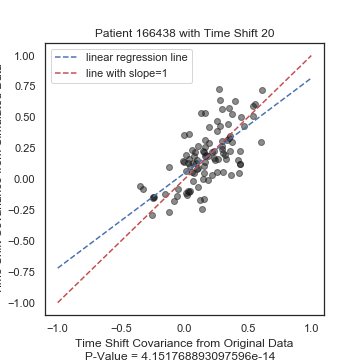 Patient 166438 with Time Shift 20
linear regression line
line with slope=1
1.00
0.75
0.50
0.25
0.00
−0.25
−0.50
−0.75
−1.00
−1.0
−0.5
0.0
0.5
1.0
Time Shift Covariance from Original Data
P-Value = 4.151768893097596e-14